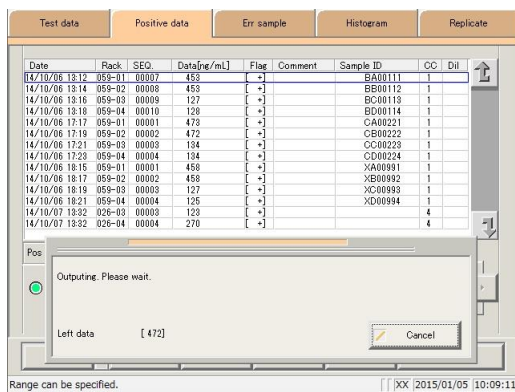 Test data Positive data Err sample Histogram Replicate
Date Rack SEQ. Data[ng/mL] Flag Comment Sample ID CC Dil
14/10/06 13:12 059-01 00007 453 [ +] BA00111 1
14/10/06 13:14 059-02 00008 453 [ +] BB00112 1
14/10/06 13:16 059-03 00009 127 [ +] BC00113 1
14/10/06 13:18 059-04 00010 128 [ +] BD00114 1
14/10/06 17:17 059-01 00001 473 [ +] CA00221 1
14/10/06 17:19 059-02 00002 472 [ +] CB00222 1
14/10/06 17:21 059-03 00003 134 [ +] CC00223 1
14/10/06 17:23 059-04 00004 134 [ +] CD00224 1
14/10/06 18:15 059-01 00001 458 [ +] XA00991 1
14/10/06 18:17 059-02 00002 458 [ +] XB00992 1
14/10/06 18:19 059-03 00003 127 [ +] XC00993 1
14/10/06 18:21 059-04 00004 125 [ +] XD00994 1
14/10/07 13:32 026-03 00003 123 [ +] 4
14/10/07 13:32 026-04 00004 270 [ +] 4
Pos
Outputing. Please wait.
Left data [ 472]
Cancel
Range can be specified. XX 2015/01/05 10:09:11